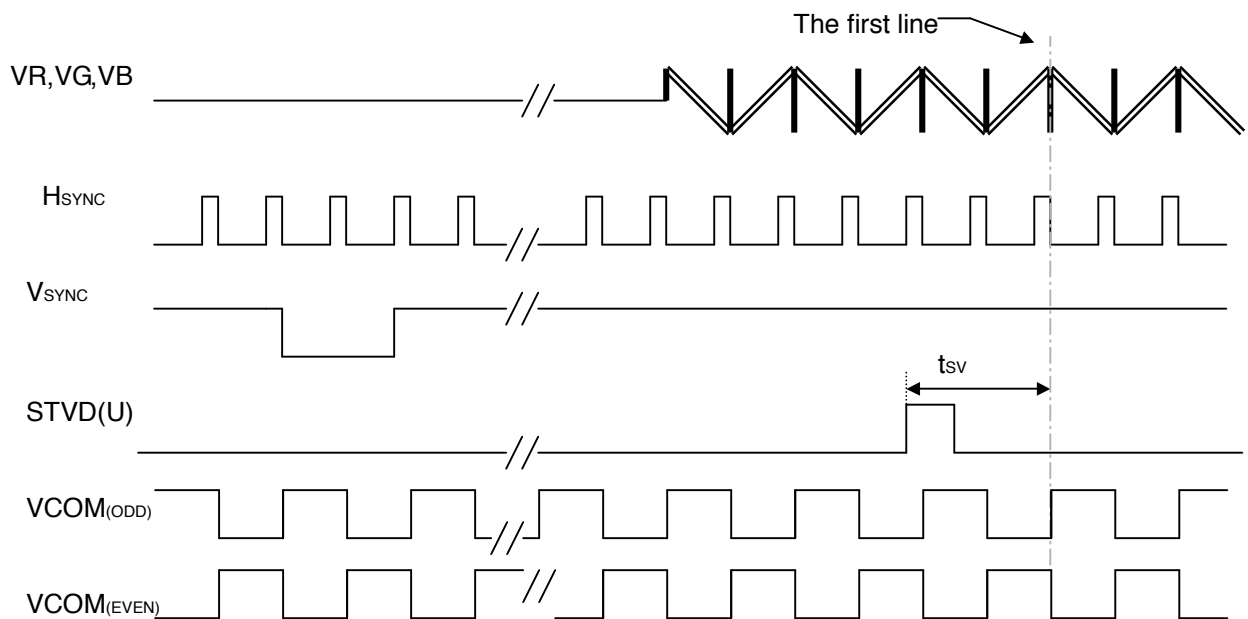 The first line
VR,VG,VB
HSYNC
VSYNC
tSV
STVD(U)
VCOM(ODD)
VCOM(EVEN)